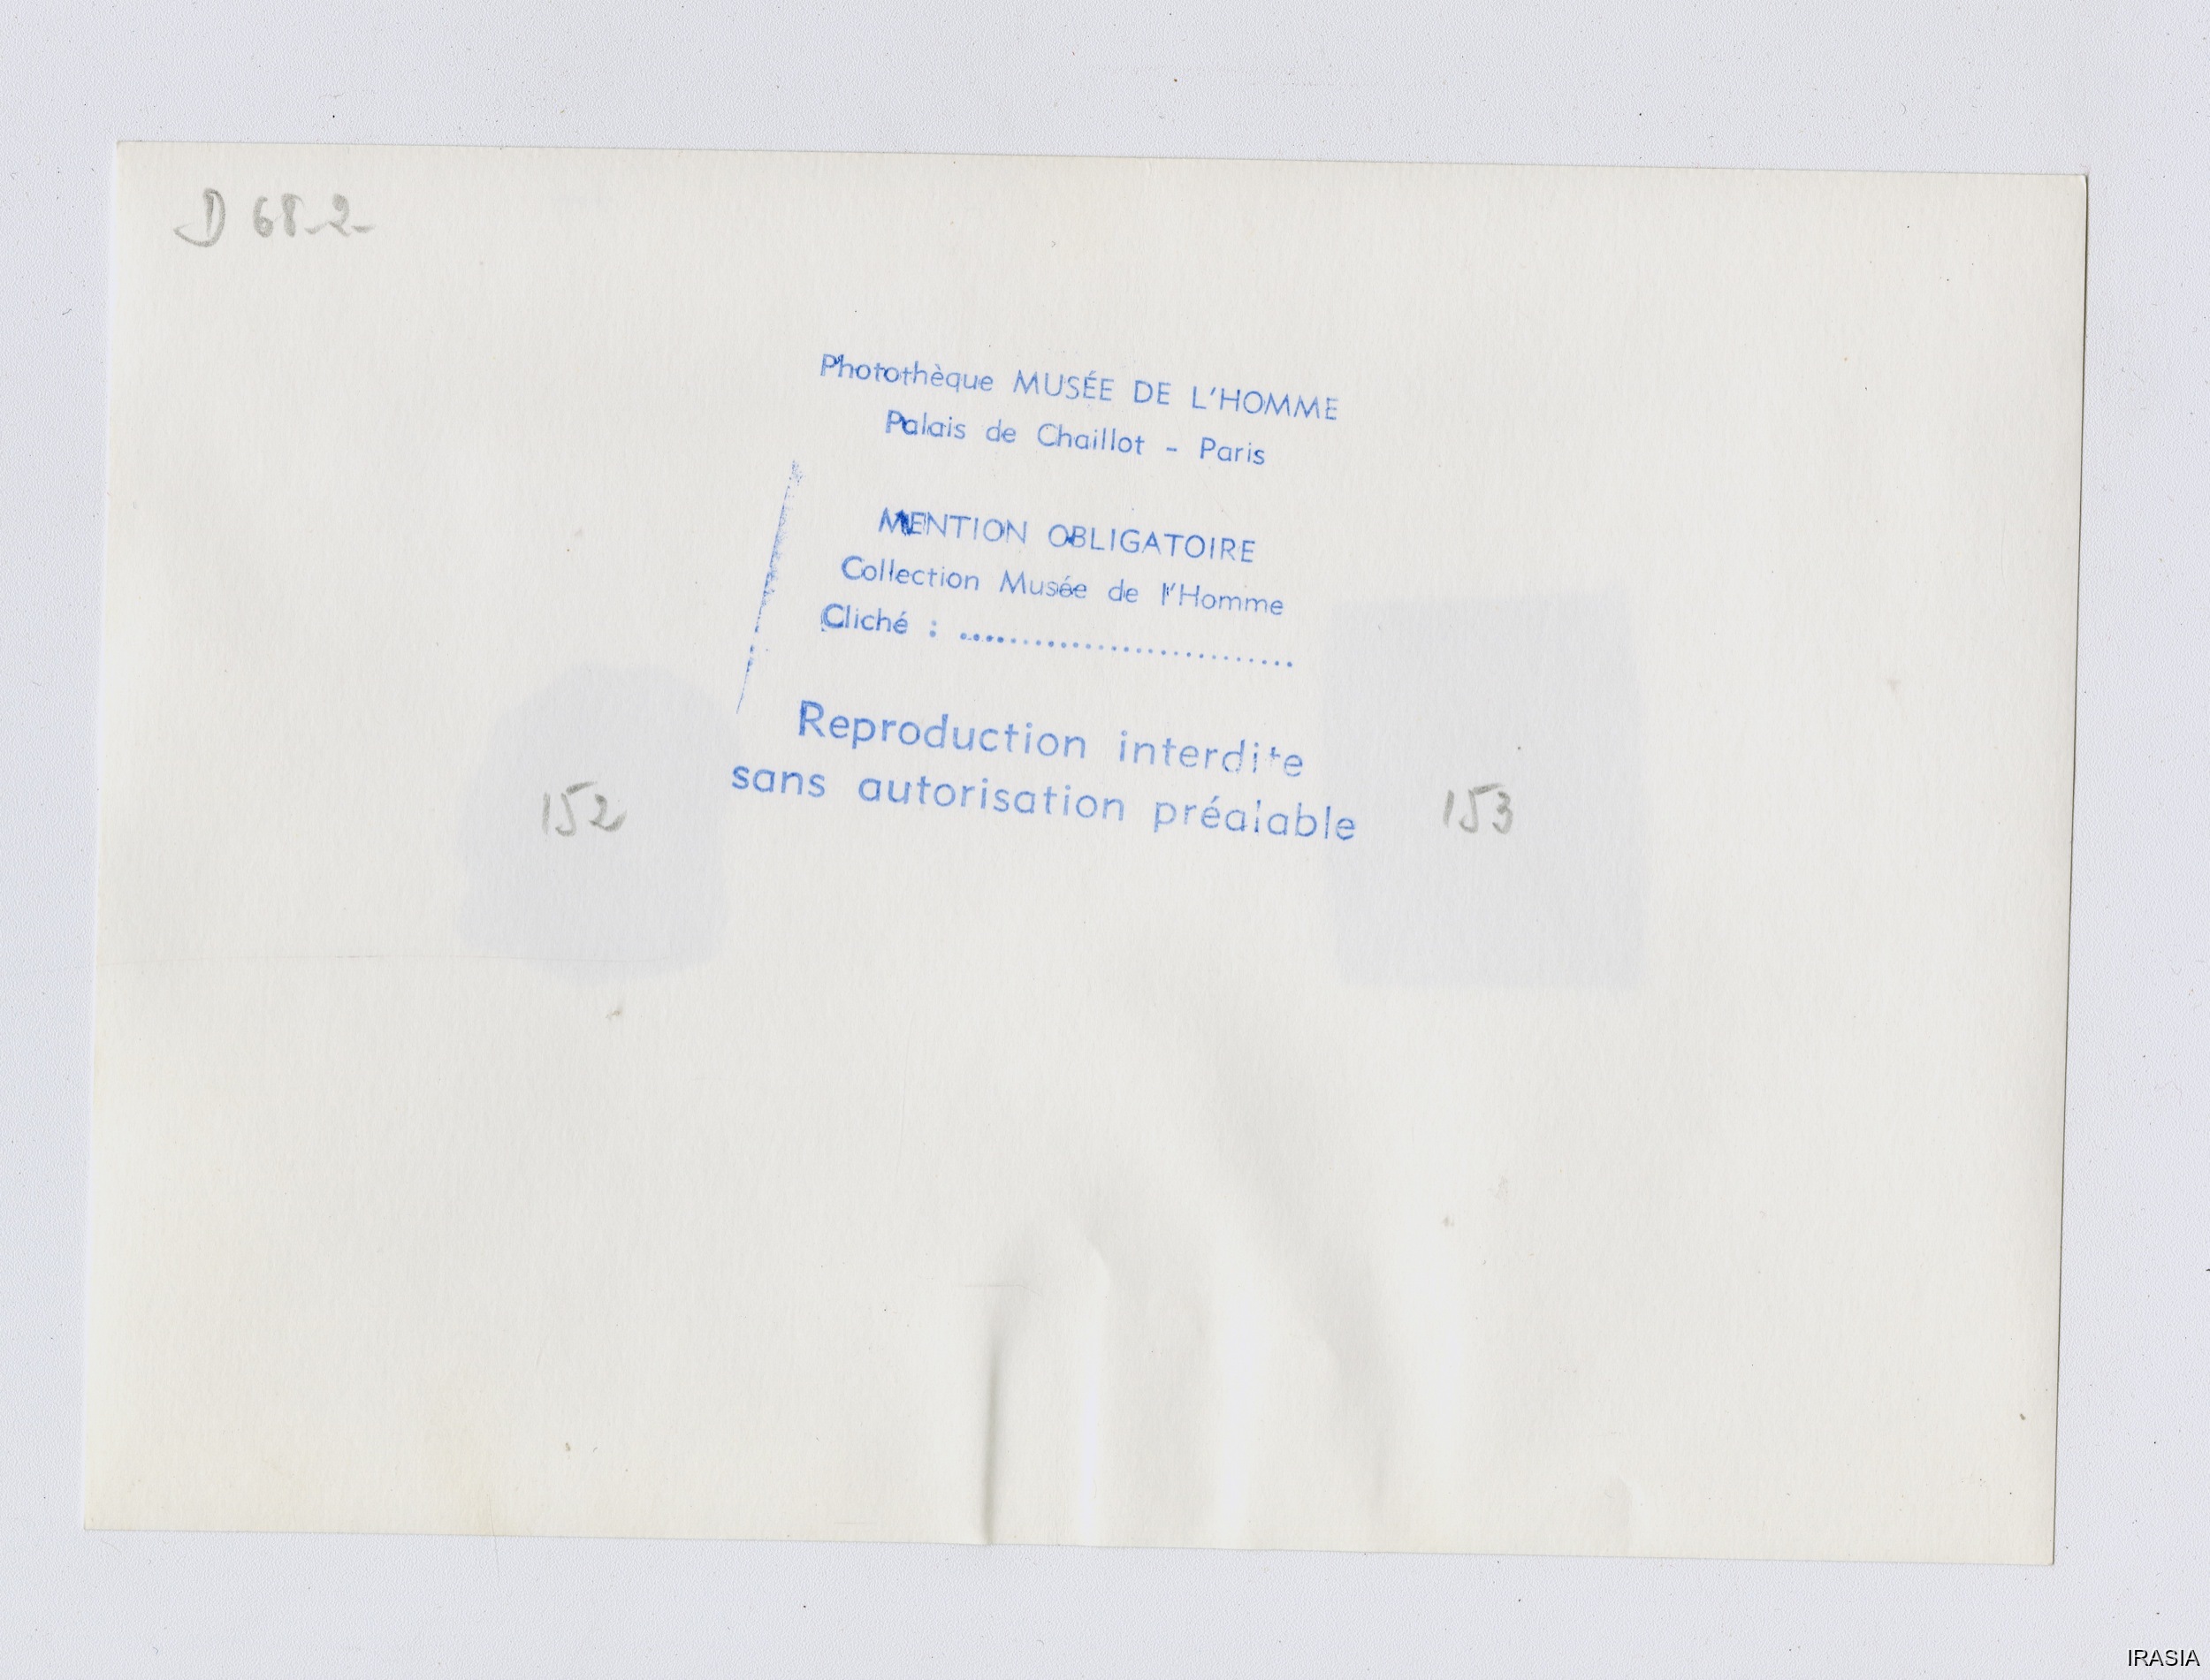 D 68-2-
Photothèque MUSÉE DE L'HOMME
Palais de Chaillot - Paris
MENTION OBLIGATOIRE
Collection Musée de l'Homme
Cliché : ...........................
Reproduction interdite
sans autorisation préalable
152
153
IRASIA